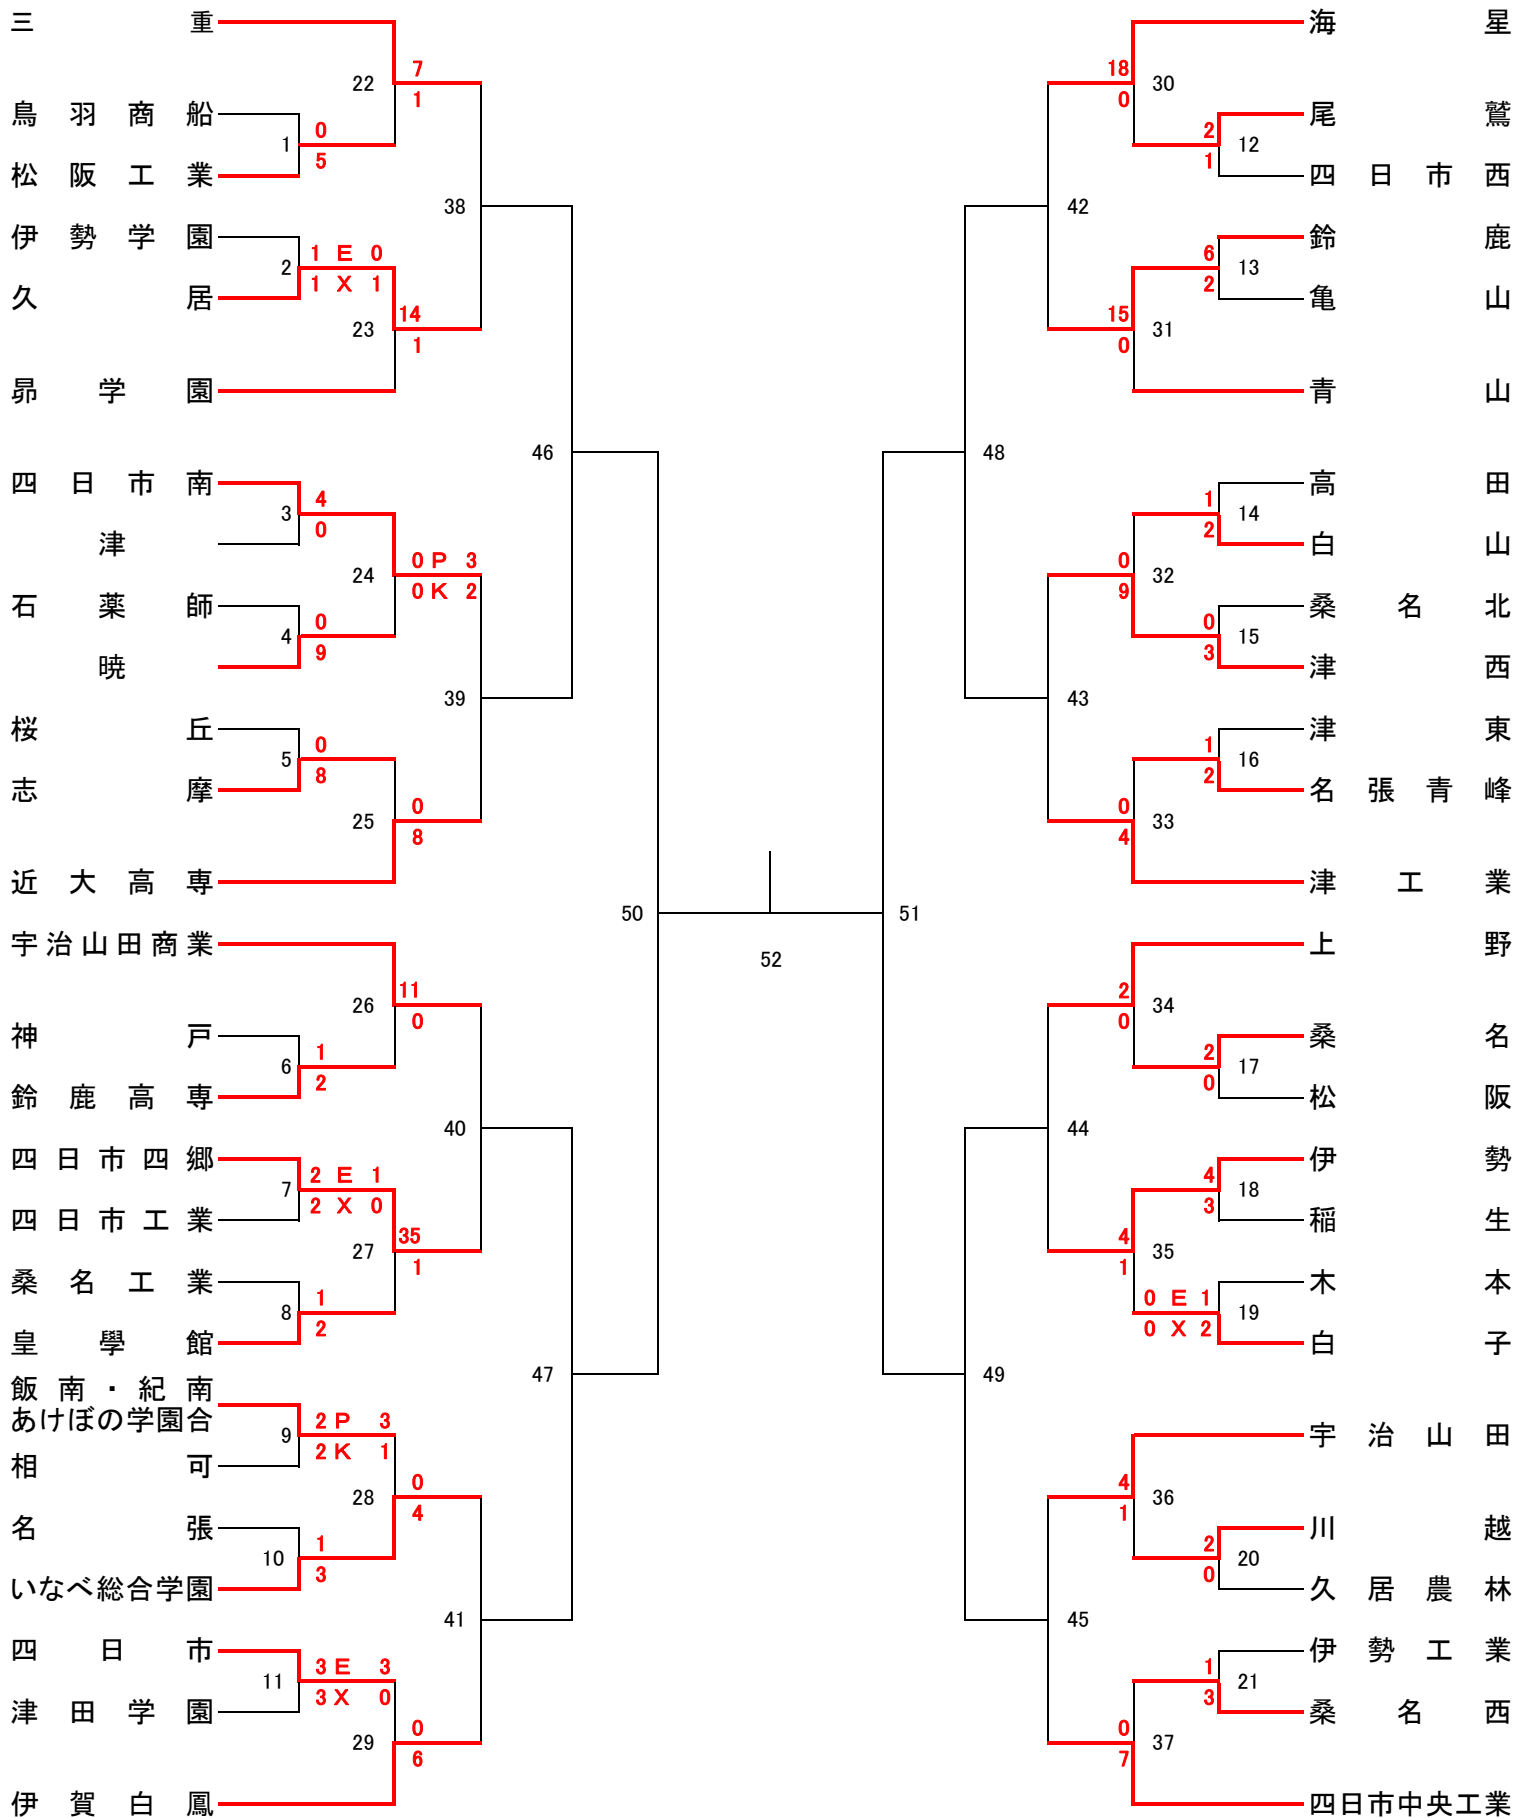 三重
22
7
1
鳥羽商船
1
0
5
松阪工業
38
伊勢学園
2
1 E 0
1 X 1
久居
23
14
1
昴学園
46
四日市南
3
4
0
津
24
0 P 3
0 K 2
石薬師
4
0
9
暁
39
桜丘
5
0
8
志摩
25
0
8
近大高専
50
宇治山田商業
26
11
0
神戸
6
1
2
鈴鹿高専
40
四日市四郷
7
2 E 1
2 X 0
四日市工業
27
35
1
桑名工業
8
1
2
皇學館
47
飯南・紀南
あけぼの学園合
9
2 P 3
2 K 1
相可
28
0
4
名張
10
1
3
いなべ総合学園
41
四日市
11
3 E 3
3 X 0
津田学園
29
0
6
伊賀白鳳
52
海星
18
0
30
尾鷲
2
1
12
四日市西
42
鈴鹿
6
2
13
亀山
15
0
31
青山
48
高田
1
2
14
白山
0
9
32
桑名北
0
3
15
津西
43
津東
1
2
16
名張青峰
0
4
33
津工業
51
上野
2
0
34
桑名
2
0
17
松阪
44
伊勢
4
3
18
稲生
4
1
35
木本
0 E 1
0 X 2
19
白子
49
宇治山田
4
1
36
川越
2
0
20
久居農林
45
伊勢工業
1
3
21
桑名西
0
7
37
四日市中央工業